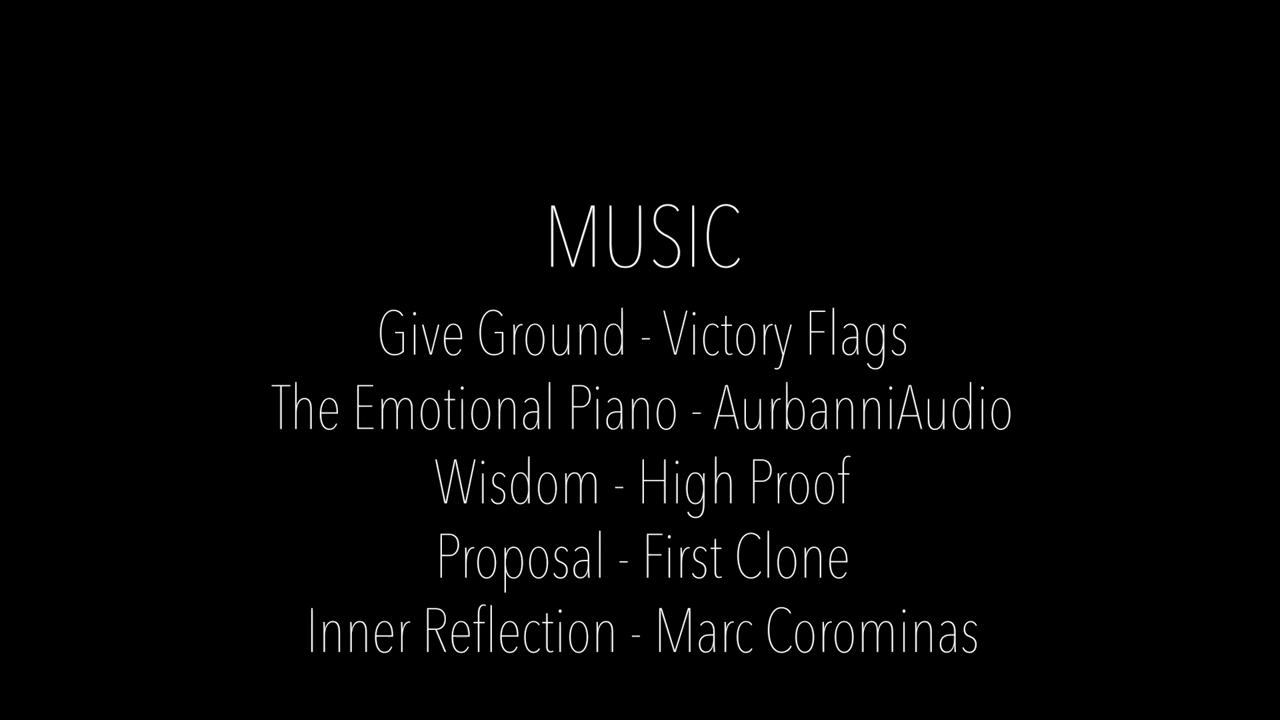 MUSIC
Give Ground - Victory Flags
The Emotional Piano - AurbanniAudio
Wisdom - High Proof
Proposal - First Clone
Inner Reflection - Marc Corominas